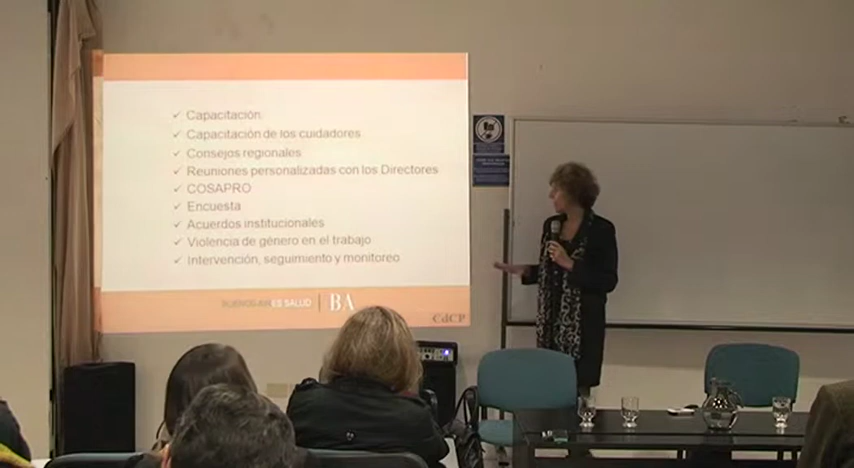 Capacitación
Capacitación de los cuidadores
Consejos regionales
Reuniones personalizadas con los Directores
COSAPRO
Encuesta
Acuerdos institucionales
Violencia de género en el trabajo
Intervención, seguimiento y monitoreo
ES SALUD BA
CdCP